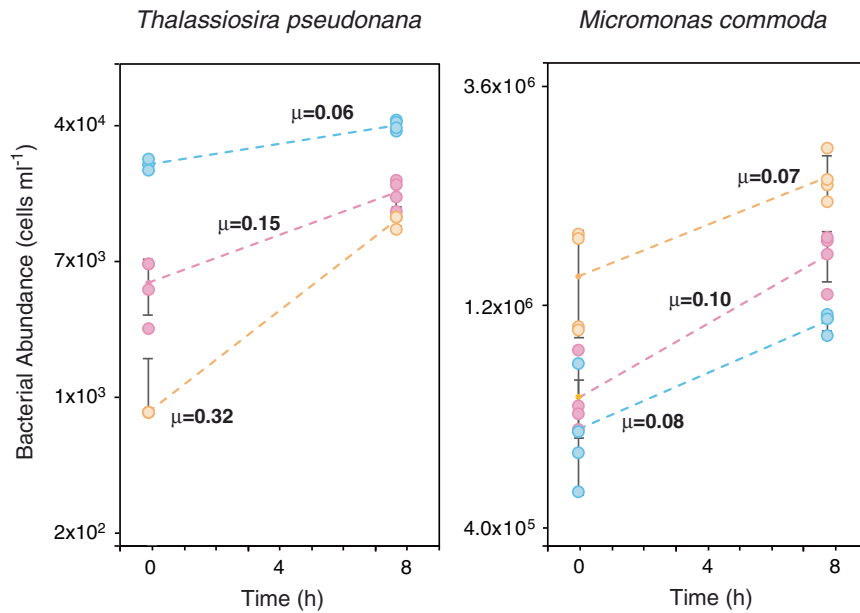 Thalassiosira pseudonana
Bacterial Abundance (cells ml⁻¹)
4x10⁴
7x10³
1x10³
2x10²
μ=0.06
μ=0.15
μ=0.32
0 4 8
Time (h)
Micromonas commoda
3.6x10⁶
1.2x10⁶
4.0x10⁵
μ=0.07
μ=0.10
μ=0.08
0 4 8
Time (h)